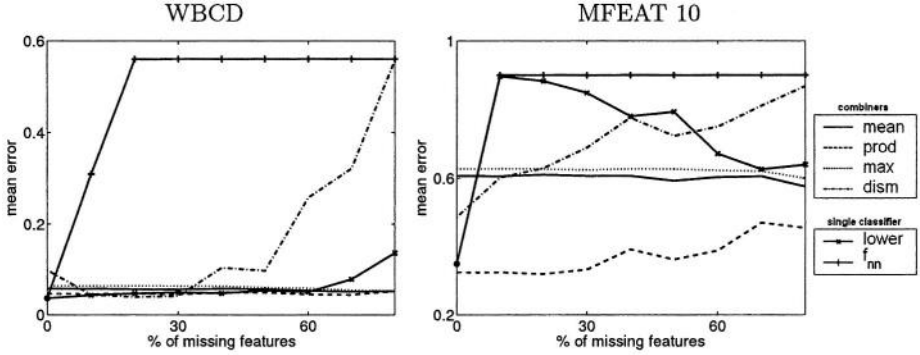 WBCD
mean error
0.6
0.4
0.2
0
0
30
60
% of missing features
MFEAT 10
mean error
1
0.6
0.2
0
30
60
% of missing features
combiners
mean
prod
max
dism
single classifier
lower
f nn